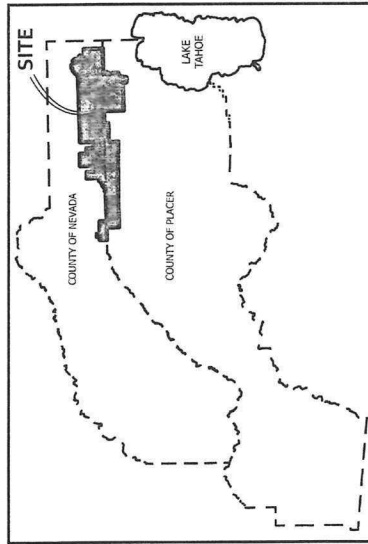 SITE
COUNTY OF NEVADA
COUNTY OF PLACER
LAKE
TAHOE